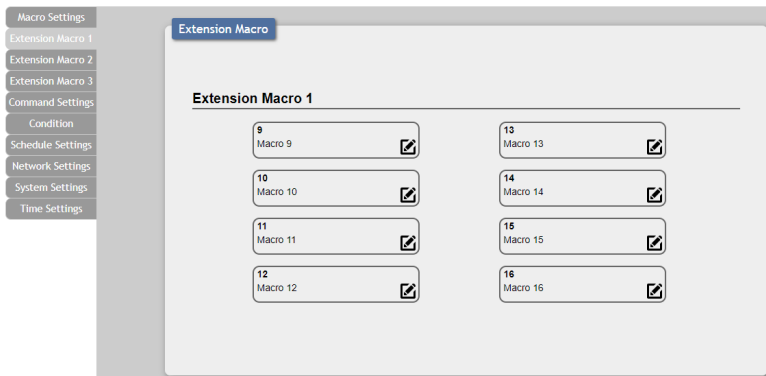 Macro Settings
Extension Macro 1
Extension Macro 2
Extension Macro 3
Command Settings
Condition
Schedule Settings
Network Settings
System Settings
Time Settings
Extension Macro
Extension Macro 1
9
Macro 9
10
Macro 10
11
Macro 11
12
Macro 12
13
Macro 13
14
Macro 14
15
Macro 15
16
Macro 16